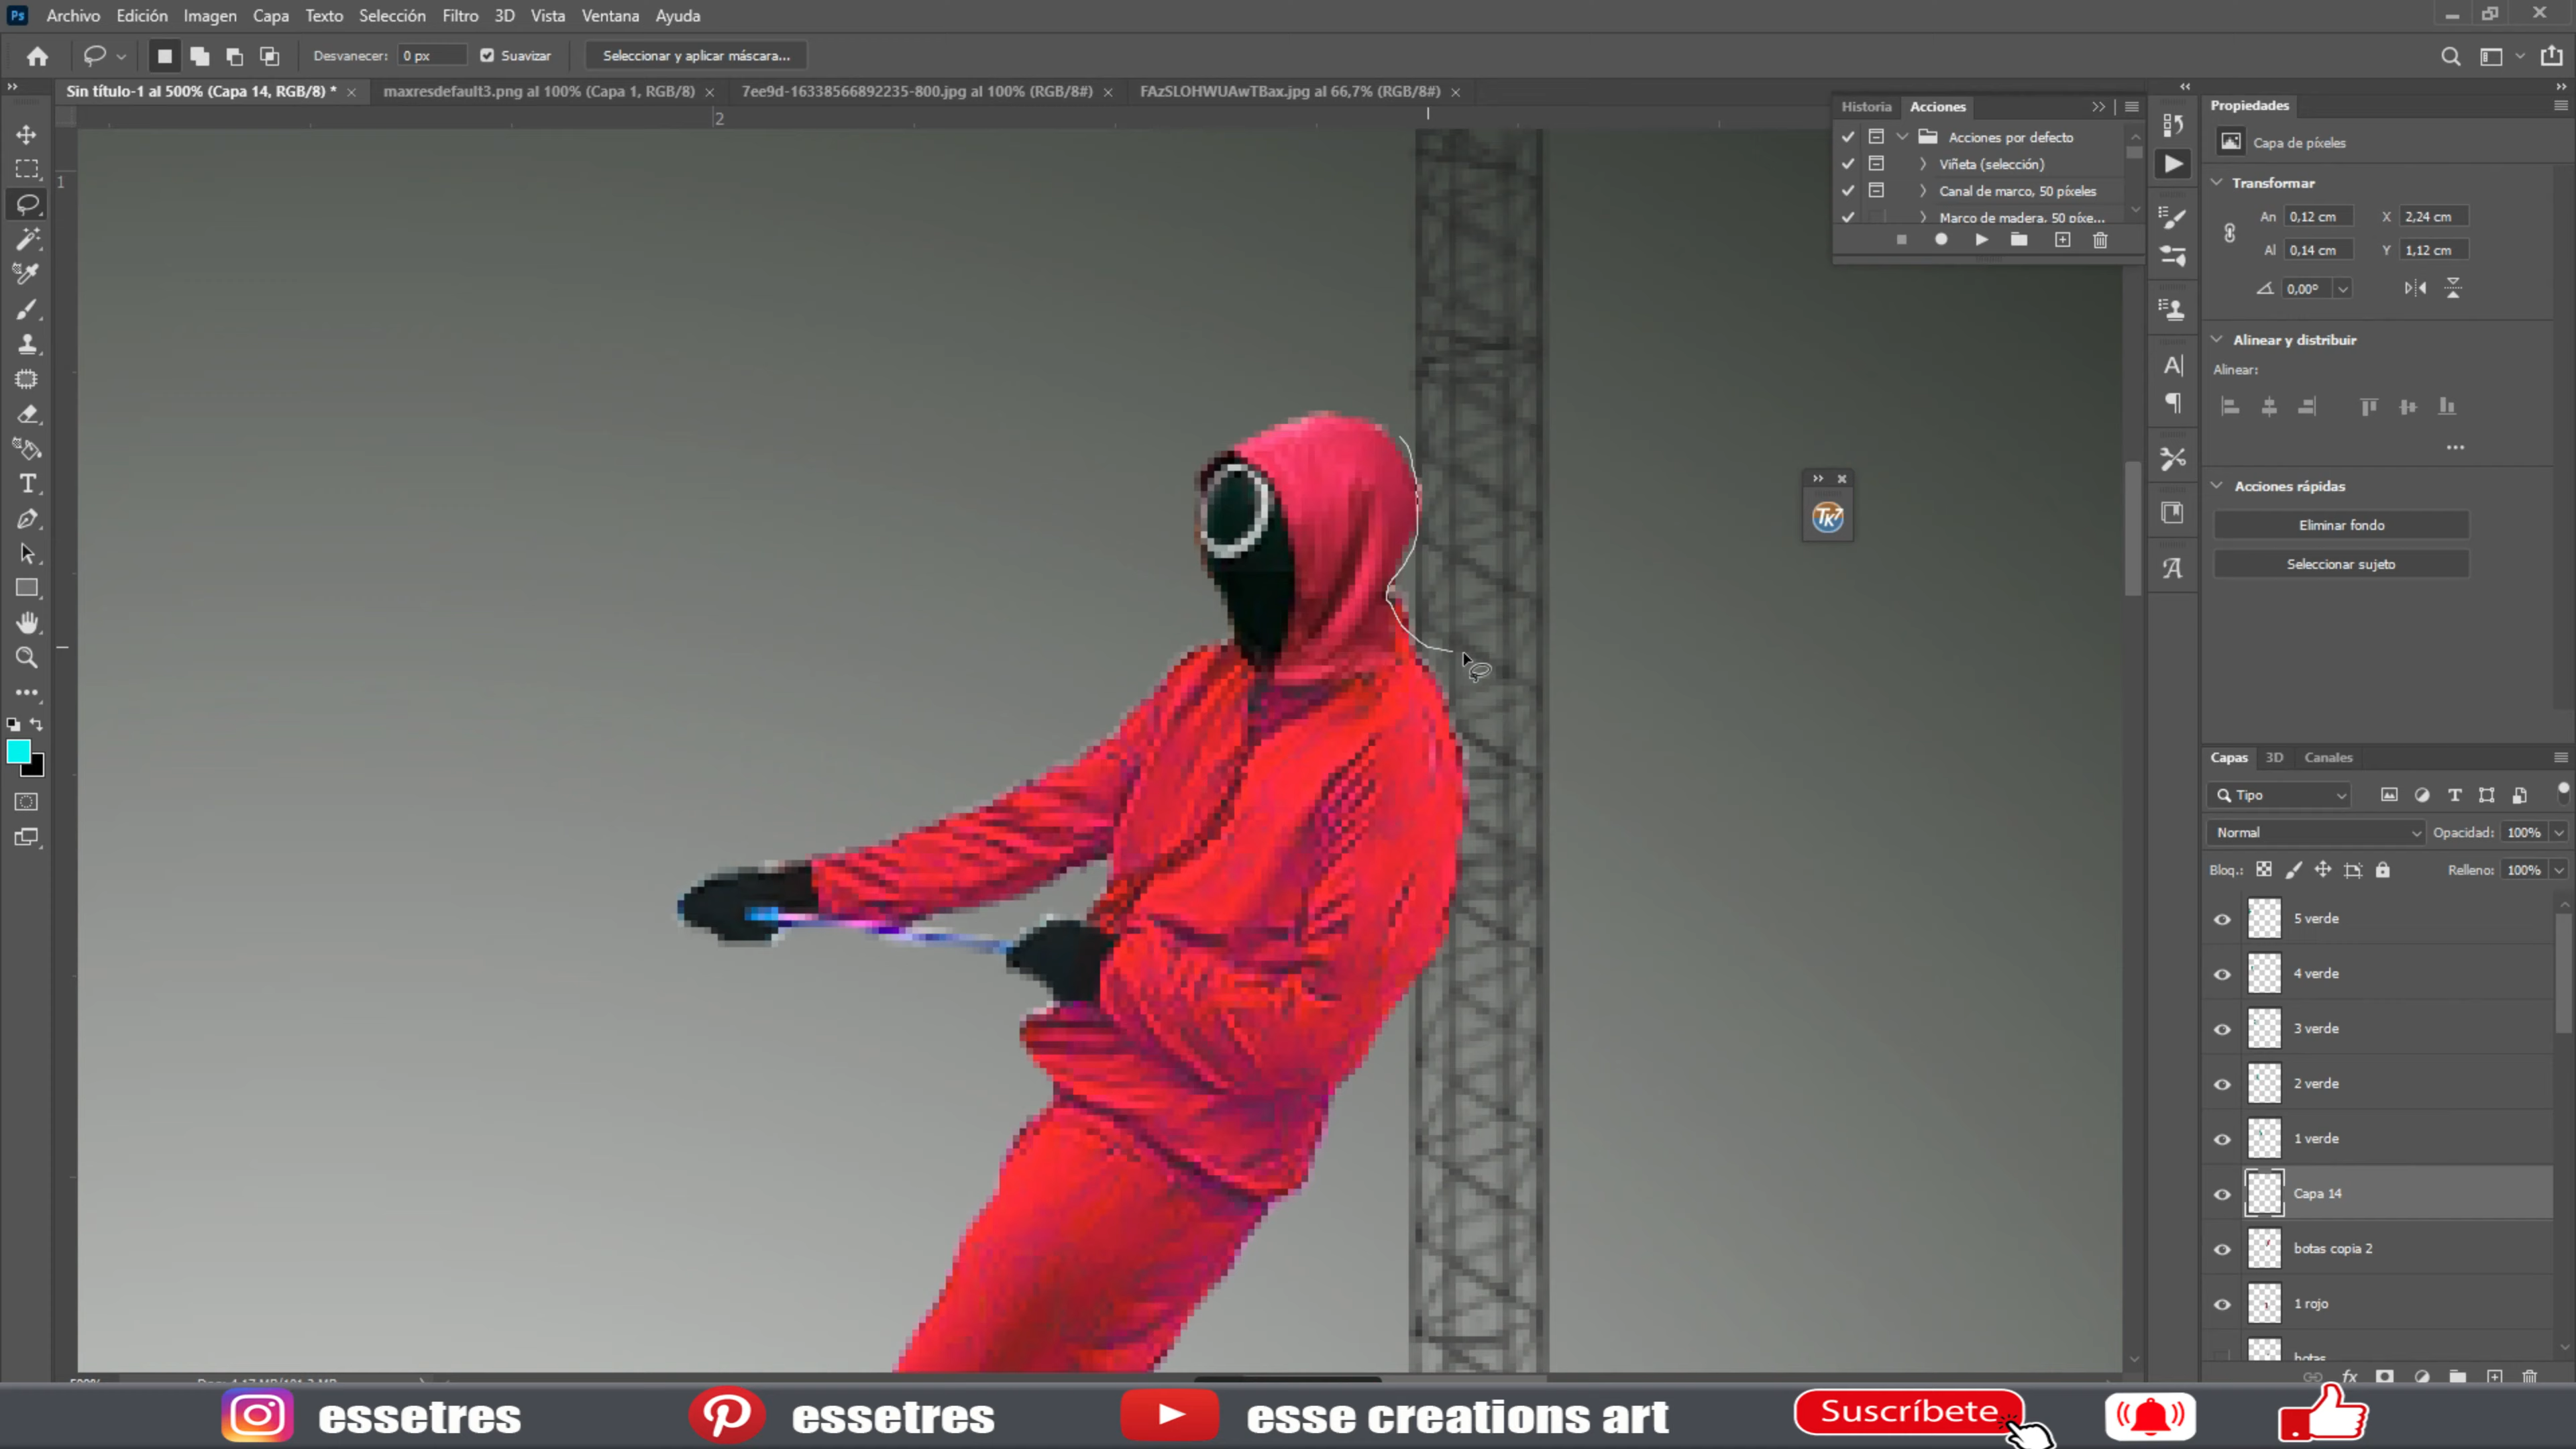 Ps Archivo Edición Imagen Capa Texto Selección Filtro 3D Vista Ventana Ayuda
Desvanecer: 0 px Suavizar Seleccionar y aplicar máscara...
Sin título-1 al 500% (Capa 14, RGB/8) * maxresdefault3.png al 100% (Capa 1, RGB/8) 7ee9d-16338566892235-800.jpg al 100% (RGB/8#) FAzSLOHWUAwTBax.jpg al 66,7% (RGB/8#)
2
1
Historia Acciones
Acciones por defecto
Viñeta (selección)
Canal de marco, 50 píxeles
Marco de madera, 50 píxe...
TK7
Propiedades
Capa de píxeles
Transformar
An 0,12 cm X 2,24 cm
Al 0,14 cm Y 1,12 cm
0,00°
Alinear y distribuir
Alinear:
Acciones rápidas
Eliminar fondo
Seleccionar sujeto
Capas 3D Canales
Tipo
Normal Opacidad: 100%
Bloq.: Relleno: 100%
5 verde
4 verde
3 verde
2 verde
1 verde
Capa 14
botas copia 2
1 rojo
botas
fx
essetres essetres esse creations art Suscríbete